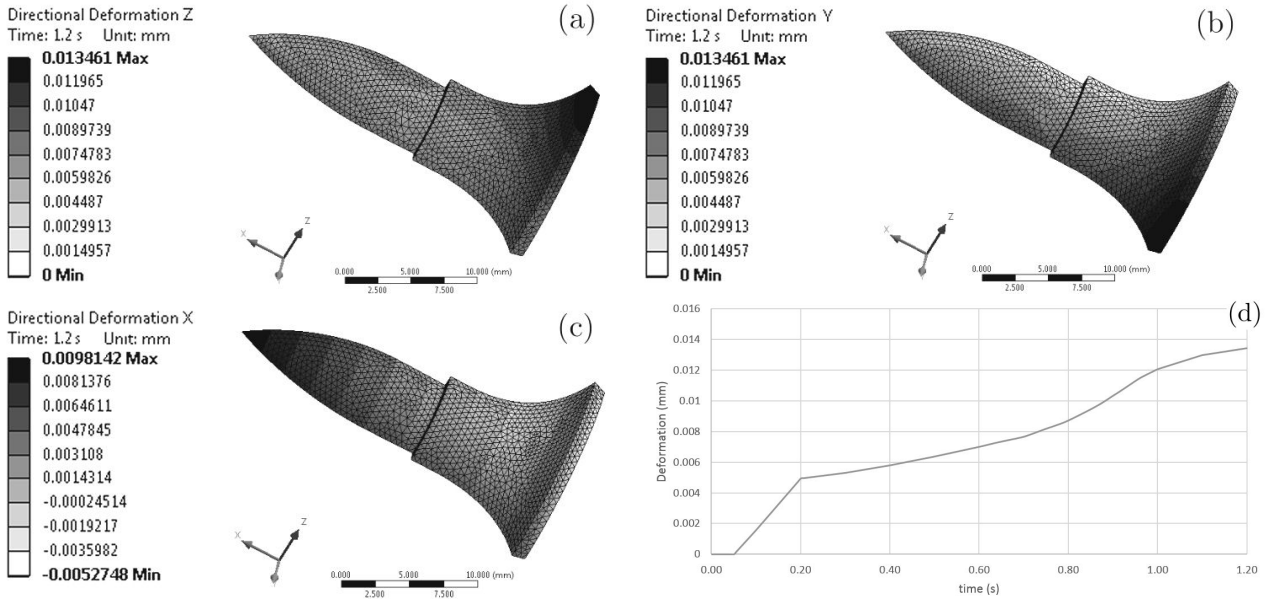 Directional Deformation Z
Time: 1.2 s Unit: mm
0.013461 Max
0.011965
0.01047
0.0089739
0.0074783
0.0059826
0.004487
0.0029913
0.0014957
0 Min
(a)
X
Z
0.000 5.000 10.000 (mm)
2.500 7.500
Directional Deformation Y
Time: 1.2 s Unit: mm
0.013461 Max
0.011965
0.01047
0.0089739
0.0074783
0.0059826
0.004487
0.0029913
0.0014957
0 Min
(b)
X
Z
0.000 5.000 10.000 (mm)
2.500 7.500
Directional Deformation X
Time: 1.2 s Unit: mm
0.0098142 Max
0.0081376
0.0064611
0.0047845
0.003108
0.0014314
-0.00024514
-0.0019217
-0.0035982
-0.0052748 Min
(c)
X
Z
0.000 5.000 10.000 (mm)
2.500 7.500
(d)
0.016
0.014
0.012
0.01
0.008
0.006
0.004
0.002
0
Deformation (mm)
0.00 0.20 0.40 0.60 0.80 1.00 1.20
time (s)